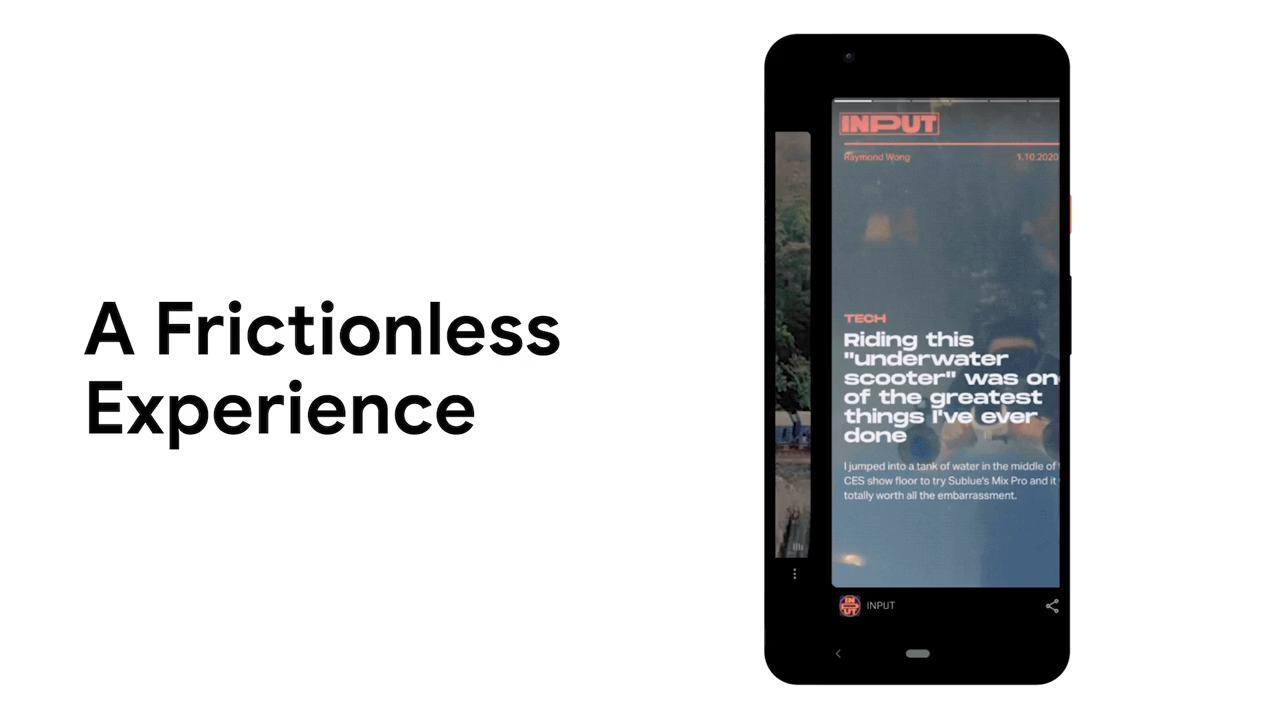 A Frictionless
Experience
INPUT
Raymond Wong 1.10.2020
TECH
Riding this
"underwater
scooter" was on
of the greatest
things I've ever
done
I jumped into a tank of water in the middle of
CES show floor to try Sublue's Mix Pro and it
totally worth all the embarrassment.
IN
PUT
INPUT